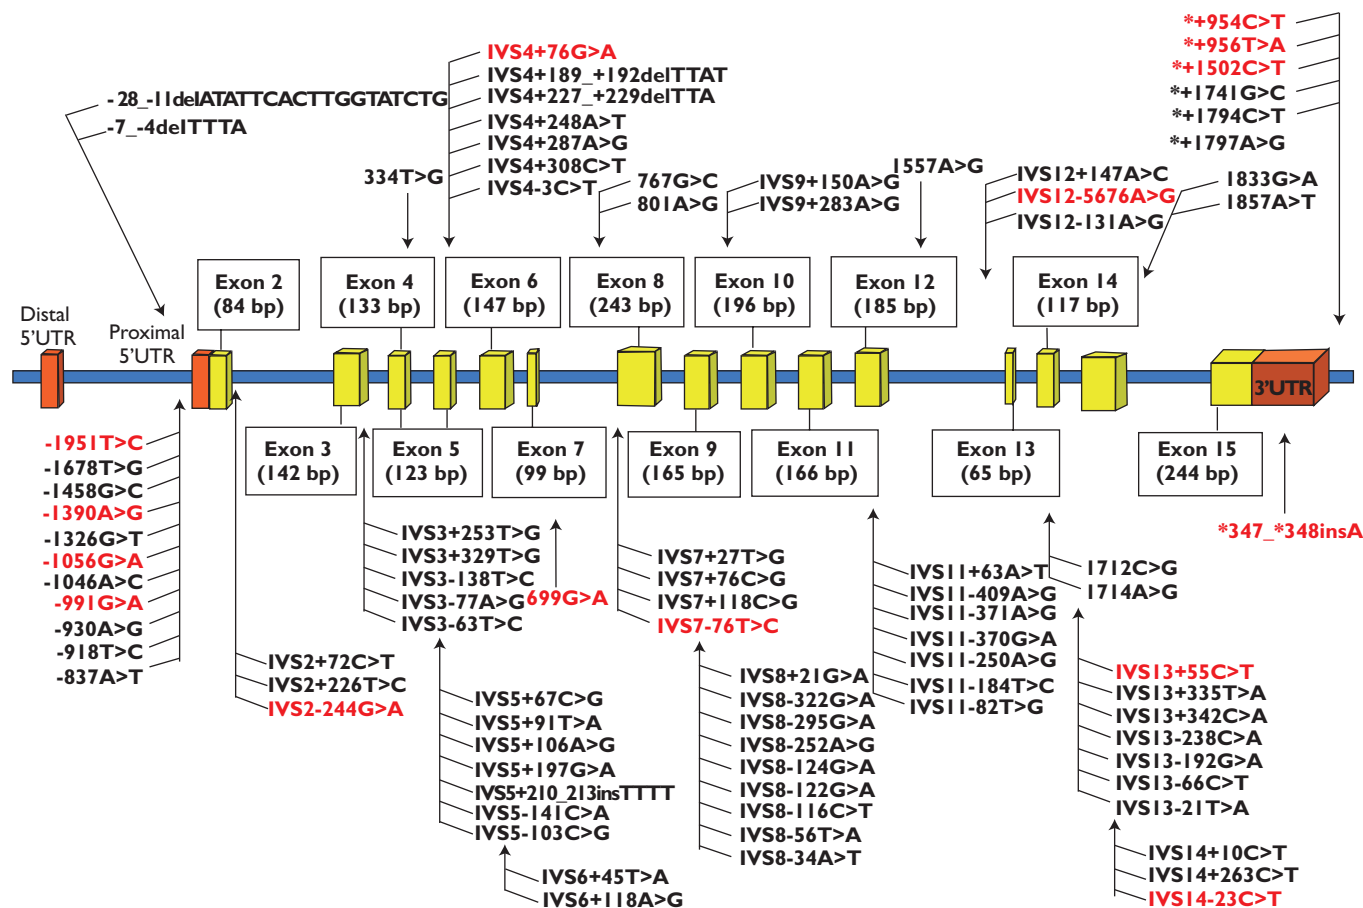 -28_-11delATATTCACTTGGTATCTG
-7_-4delTTTA
334T>G
IVS4+76G>A
IVS4+189_+192delTTAT
IVS4+227_+229delTTA
IVS4+248A>T
IVS4+287A>G
IVS4+308C>T
IVS4-3C>T
767G>C
801A>G
IVS9+150A>G
IVS9+283A>G
1557A>G
IVS12+147A>C
IVS12-5676A>G
IVS12-131A>G
1833G>A
1857A>T
*+954C>T
*+956T>A
*+1502C>T
*+1741G>C
*+1794C>T
*+1797A>G
Distal
5'UTR
Proximal
5'UTR
Exon 2
(84 bp)
Exon 4
(133 bp)
Exon 6
(147 bp)
Exon 8
(243 bp)
Exon 10
(196 bp)
Exon 12
(185 bp)
Exon 14
(117 bp)
3'UTR
Exon 3
(142 bp)
Exon 5
(123 bp)
Exon 7
(99 bp)
Exon 9
(165 bp)
Exon 11
(166 bp)
Exon 13
(65 bp)
Exon 15
(244 bp)
-1951T>C
-1678T>G
-1458G>C
-1390A>G
-1326G>T
-1056G>A
-1046A>C
-991G>A
-930A>G
-918T>C
-837A>T
IVS2+72C>T
IVS2+226T>C
IVS2-244G>A
IVS3+253T>G
IVS3+329T>G
IVS3-138T>C
IVS3-77A>G
IVS3-63T>C
699G>A
IVS5+67C>G
IVS5+91T>A
IVS5+106A>G
IVS5+197G>A
IVS5+210_213insTTTT
IVS5-141C>A
IVS5-103C>G
IVS6+45T>A
IVS6+118A>G
IVS7+27T>G
IVS7+76C>G
IVS7+118C>G
IVS7-76T>C
IVS8+21G>A
IVS8-322G>A
IVS8-295G>A
IVS8-252A>G
IVS8-124G>A
IVS8-122G>A
IVS8-116C>T
IVS8-56T>A
IVS8-34A>T
IVS11+63A>T
IVS11-409A>G
IVS11-371A>G
IVS11-370G>A
IVS11-250A>G
IVS11-184T>C
IVS11-82T>G
1712C>G
1714A>G
*347_*348insA
IVS13+55C>T
IVS13+335T>A
IVS13+342C>A
IVS13-238C>A
IVS13-192G>A
IVS13-66C>T
IVS13-21T>A
IVS14+10C>T
IVS14+263C>T
IVS14-23C>T